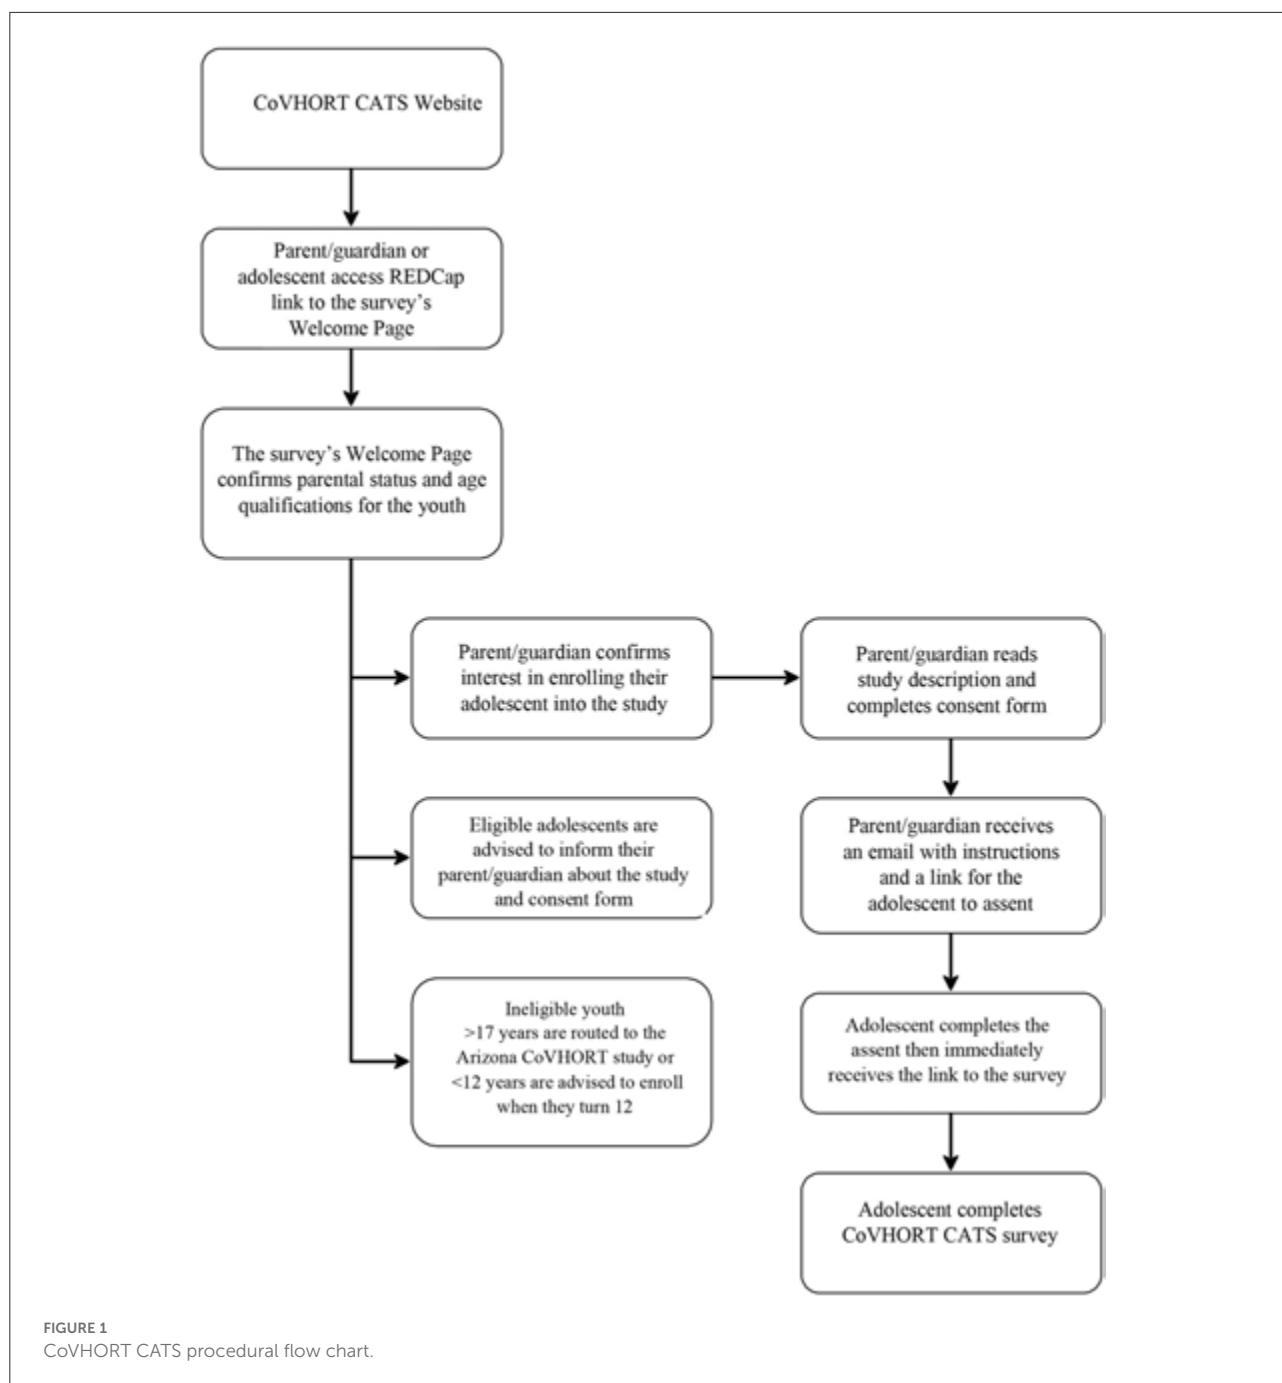 CoVHORT CATS Website
Parent/guardian or
adolescent access REDCap
link to the survey's
Welcome Page
The survey's Welcome Page
confirms parental status and age
qualifications for the youth
Parent/guardian confirms
interest in enrolling their
adolescent into the study
Parent/guardian reads
study description and
completes consent form
Eligible adolescents are
advised to inform their
parent/guardian about the study
and consent form
Parent/guardian receives
an email with instructions
and a link for the
adolescent to assent
Ineligible youth
>17 years are routed to the
Arizona CoVHORT study or
<12 years are advised to enroll
when they turn 12
Adolescent completes the
assent then immediately
receives the link to the survey
Adolescent completes
CoVHORT CATS survey
FIGURE 1
CoVHORT CATS procedural flow chart.